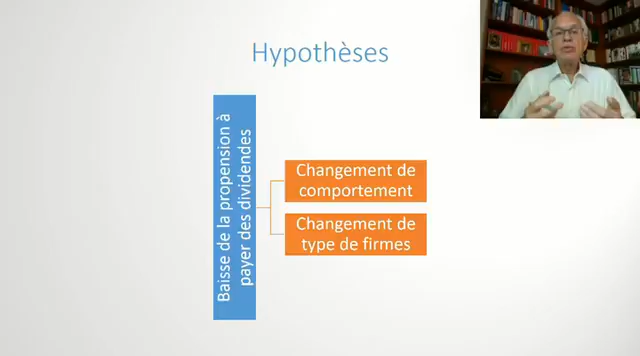 Hypothèses
Baisse de la propension à
payer des dividendes
Changement de
comportement
Changement de
type de firmes